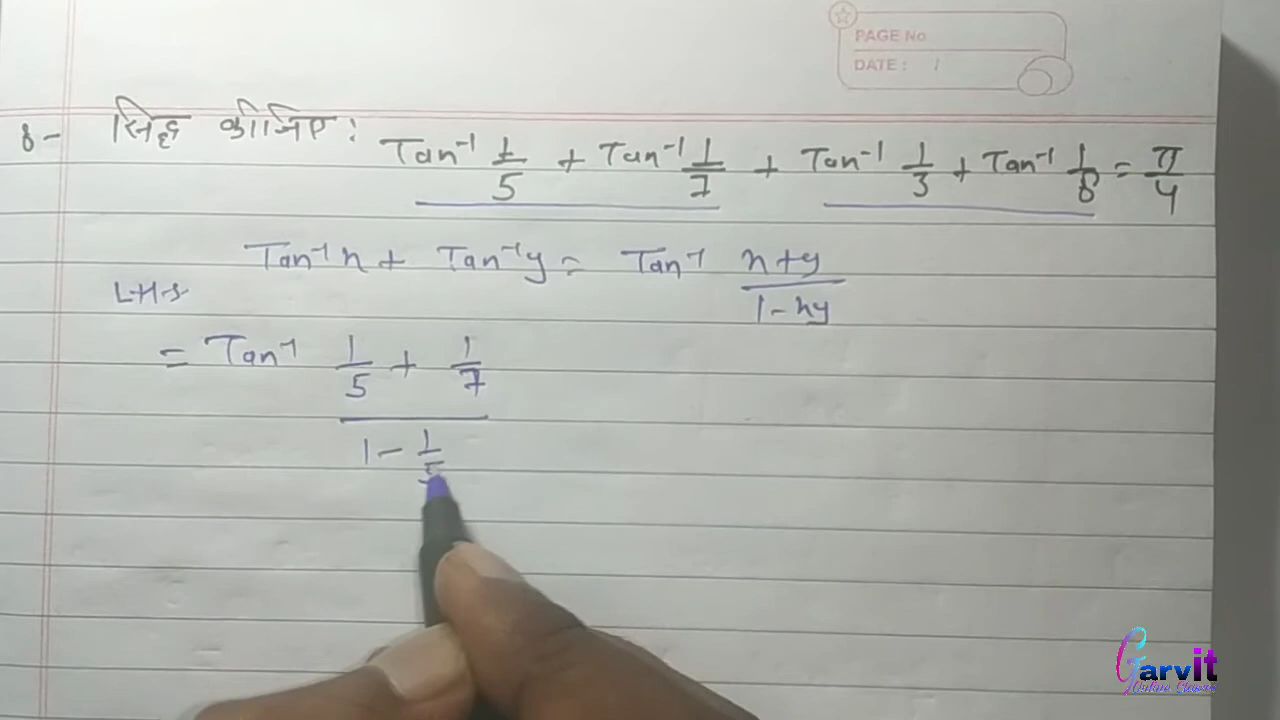 PAGE No
DATE : /
8- सिद्ध कीजिए : Tan⁻¹ 1/5 + Tan⁻¹ 1/7 + Tan⁻¹ 1/3 + Tan⁻¹ 1/8 = π/4
Tan⁻¹ x + Tan⁻¹ y = Tan⁻¹ x+y/1-xy
L.H.S
= Tan⁻¹ 1/5 + 1/7
1 - 1/5
Garvit
Online Classes